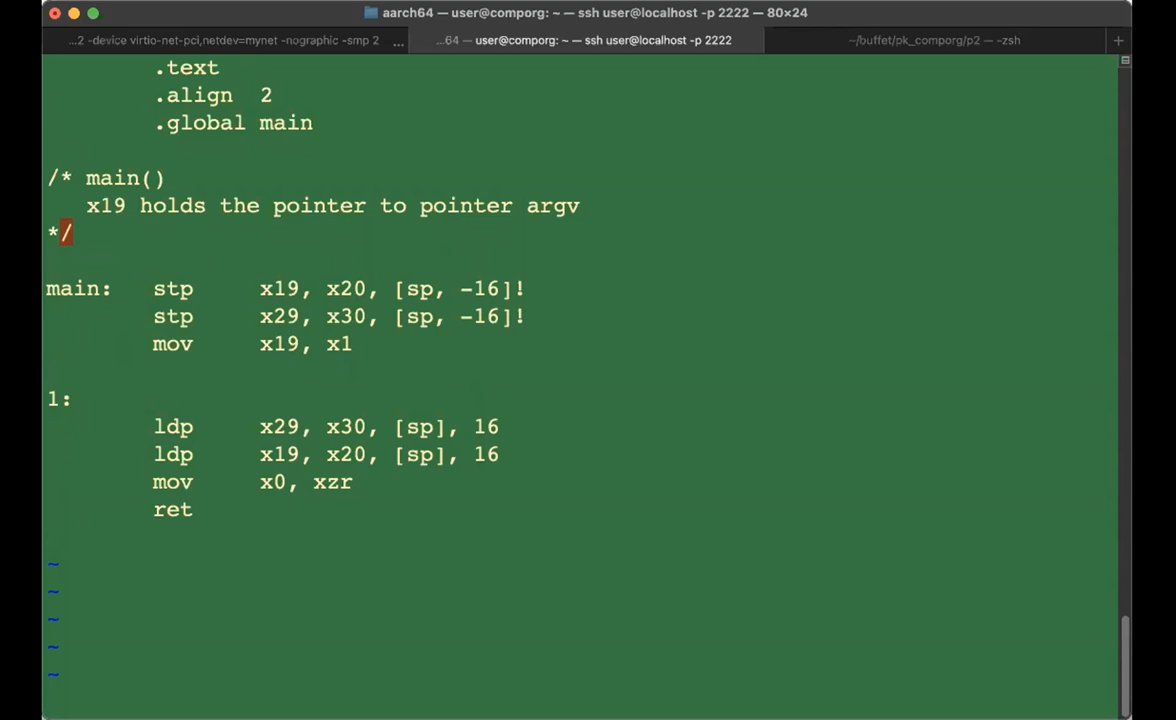 aarch64 — user@comporg: ~ — ssh user@localhost -p 2222 — 80×24
...2 -device virtio-net-pci,netdev=mynet -nographic -smp 2 ... ...64 — user@comporg: ~ — ssh user@localhost -p 2222 ~/buffet/pk_comporg/p2 — -zsh +
.text
.align 2
.global main
/* main()
x19 holds the pointer to pointer argv
*/
main: stp x19, x20, [sp, -16]!
stp x29, x30, [sp, -16]!
mov x19, x1
1:
ldp x29, x30, [sp], 16
ldp x19, x20, [sp], 16
mov x0, xzr
ret
~
~
~
~
~